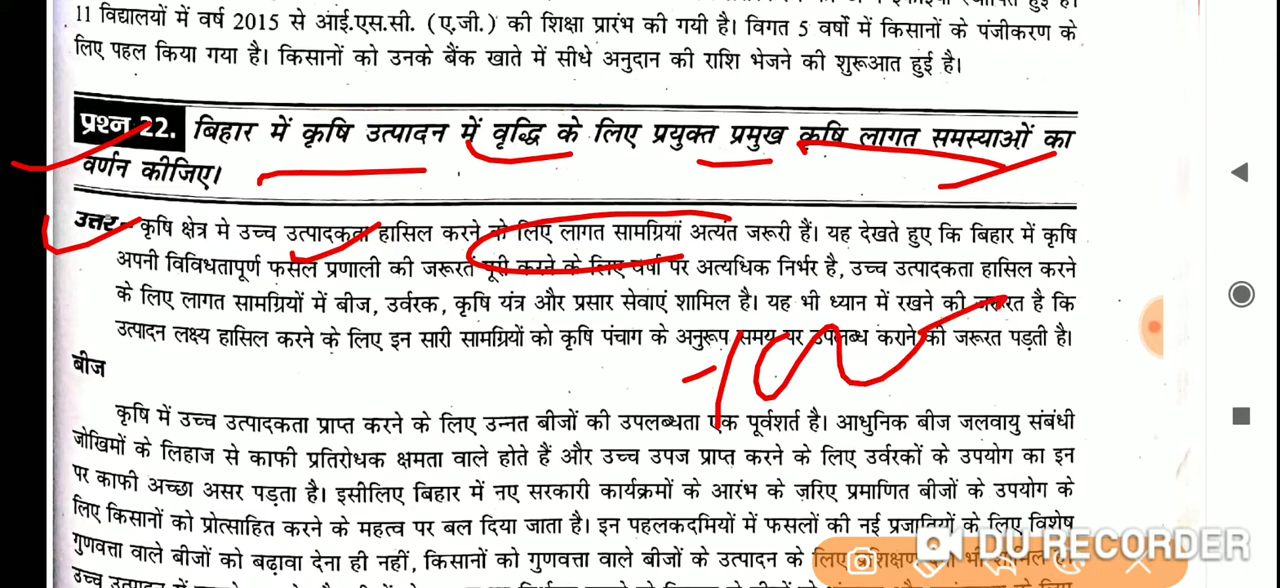 11 विद्यालयों में वर्ष 2015 से आई.एस.सी. (ए.जी.) की शिक्षा प्रारंभ की गयी है। विगत 5 वर्षों में किसानों के पंजीकरण के
लिए पहल किया गया है। किसानों को उनके बैंक खाते में सीधे अनुदान की राशि भेजने की शुरूआत हुई है।
प्रश्न 22. बिहार में कृषि उत्पादन में वृद्धि के लिए प्रयुक्त प्रमुख कृषि लागत समस्याओं का
वर्णन कीजिए।
उत्तर– कृषि क्षेत्र मे उच्च उत्पादकता हासिल करने के लिए लागत सामग्रियां अत्यंत जरूरी हैं। यह देखते हुए कि बिहार में कृषि
अपनी विविधतापूर्ण फसल प्रणाली की जरूरत पूरी करने के लिए वर्षा पर अत्यधिक निर्भर है, उच्च उत्पादकता हासिल करने
के लिए लागत सामग्रियों में बीज, उर्वरक, कृषि यंत्र और प्रसार सेवाएं शामिल है। यह भी ध्यान में रखने की जरूरत है कि
उत्पादन लक्ष्य हासिल करने के लिए इन सारी सामग्रियों को कृषि पंचाग के अनुरूप समय पर उपलब्ध कराने की जरूरत पड़ती है।
बीज
कृषि में उच्च उत्पादकता प्राप्त करने के लिए उन्नत बीजों की उपलब्धता एक पूर्वशर्त है। आधुनिक बीज जलवायु संबंधी
जोखिमों के लिहाज से काफी प्रतिरोधक क्षमता वाले होते हैं और उच्च उपज प्राप्त करने के लिए उर्वरकों के उपयोग का इन
पर काफी अच्छा असर पड़ता है। इसीलिए बिहार में नए सरकारी कार्यक्रमों के आरंभ के जरिए प्रमाणित बीजों के उपयोग के
लिए किसानों को प्रोत्साहित करने के महत्व पर बल दिया जाता है। इन पहलकदमियों में फसलों की नई प्रजातियों के लिए विशेष
गुणवत्ता वाले बीजों को बढ़ावा देना ही नहीं, किसानों को गुणवत्ता वाले बीजों के उत्पादन के लिए प्रशिक्षण भी शामिल है।
DU RECORDER